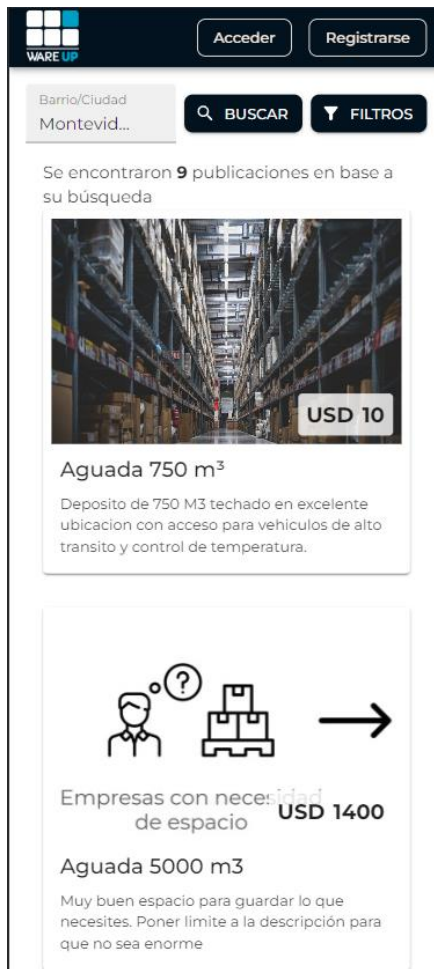 WARE UP
Acceder
Registrarse
Barrio/Ciudad
Montevid...
BUSCAR
FILTROS
Se encontraron 9 publicaciones en base a
su búsqueda
USD 10
Aguada 750 m³
Deposito de 750 M3 techado en excelente
ubicacion con acceso para vehiculos de alto
transito y control de temperatura.
Empresas con necesidad
de espacio
USD 1400
Aguada 5000 m3
Muy buen espacio para guardar lo que
necesites. Poner limite a la descripción para
que no sea enorme